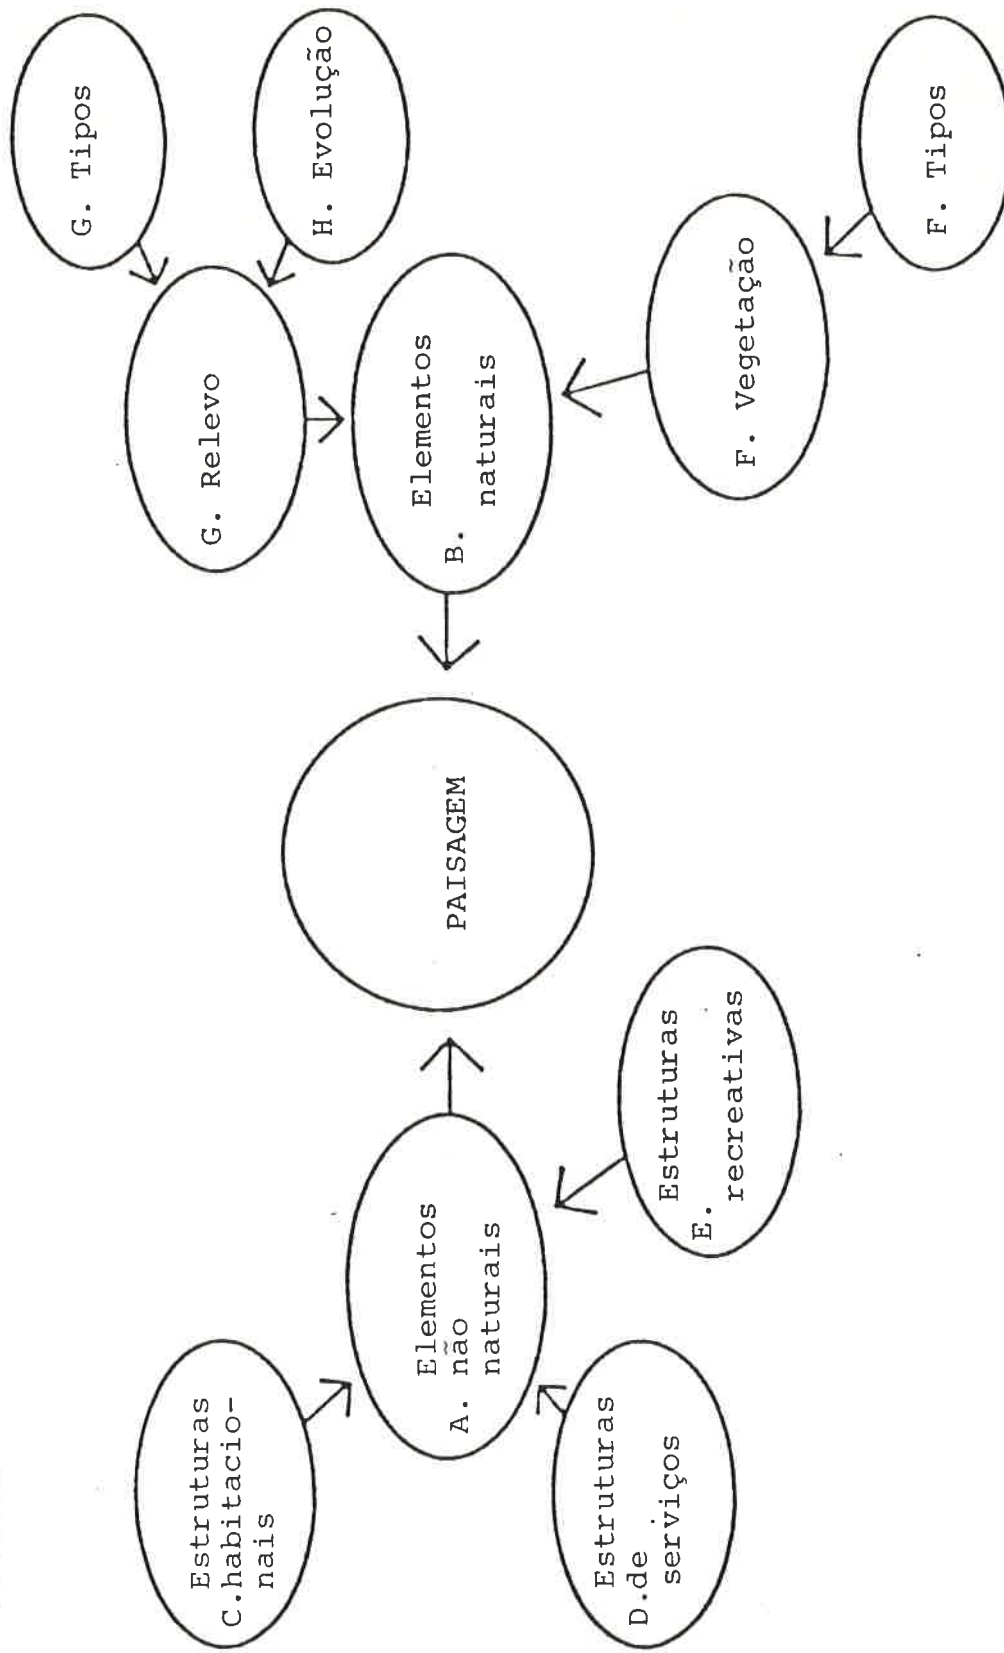 Estruturas
C.habitacio-
nais
Estruturas
D.de
serviços
Elementos
A. não
naturais
Estruturas
E.
recreativas
PAISAGEM
Elementos
B.
naturais
G. Relevo
G. Tipos
H. Evolução
F. Vegetação
F. Tipos